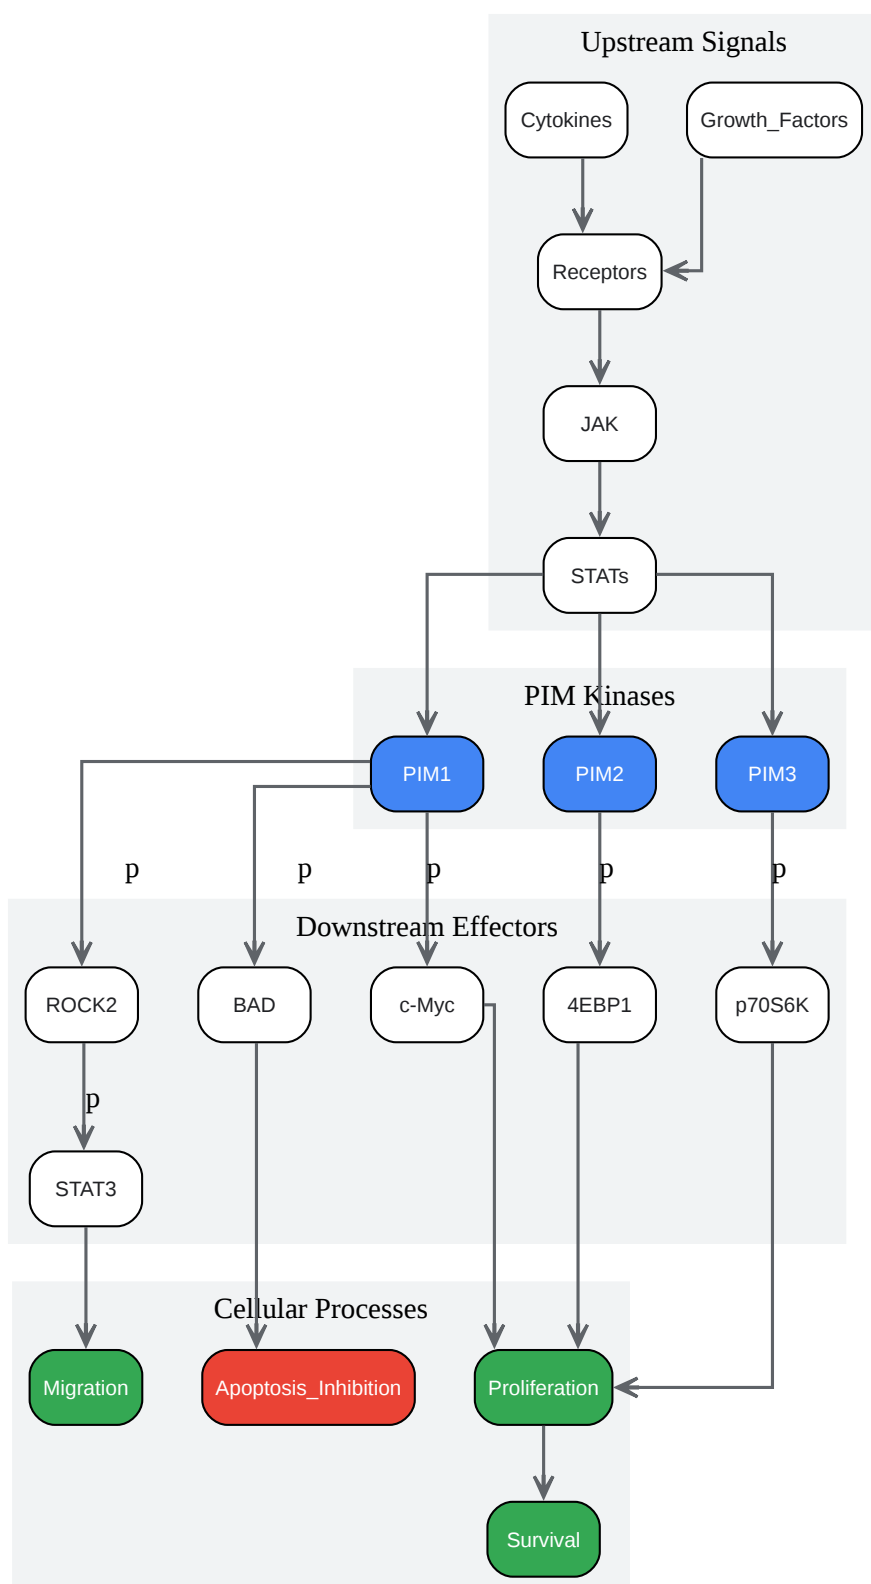 Upstream Signals
Cytokines
Growth_Factors
Receptors
JAK
STATs
PIM Kinases
PIM1
PIM2
PIM3
p
p
p
p
p
Downstream Effectors
ROCK2
BAD
c-Myc
4EBP1
p70S6K
p
STAT3
Cellular Processes
Migration
Apoptosis_Inhibition
Proliferation
Survival